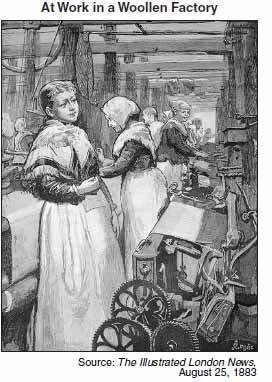 At Work in a Woollen Factory
Source: The Illustrated London News,
August 25, 1883